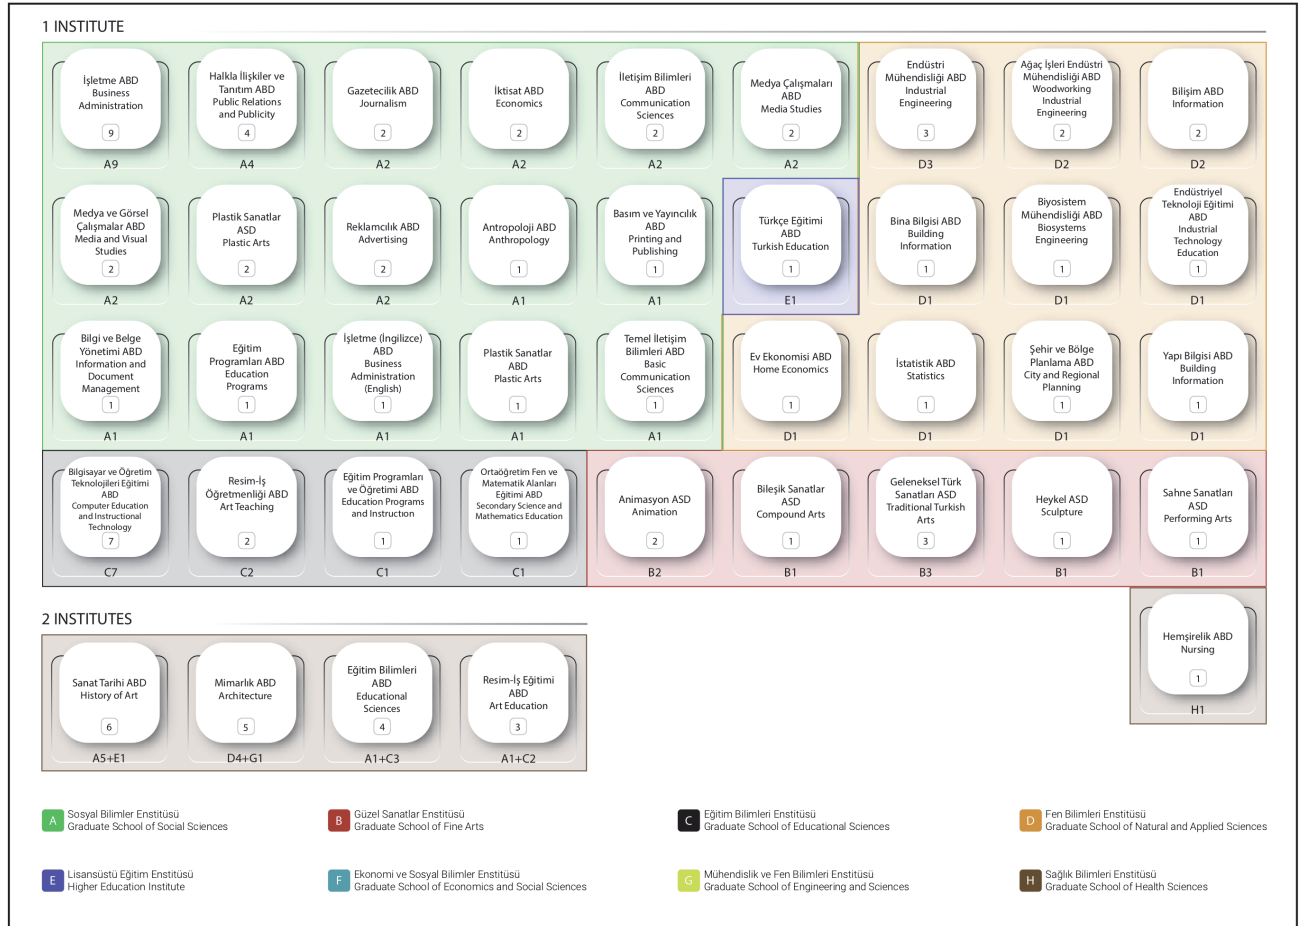 1 INSTITUTE
İşletme ABD
Business
Administration
9
A9
Halkla İlişkiler ve
Tanıtım ABD
Public Relations
and Publicity
4
A4
Gazetecilik ABD
Journalism
2
A2
İktisat ABD
Economics
2
A2
İletişim Bilimleri
ABD
Communication
Sciences
2
A2
Medya Çalışmaları
ABD
Media Studies
2
A2
Endüstri
Mühendisliği ABD
Industrial
Engineering
3
D3
Ağaç İşleri Endüstri
Mühendisliği ABD
Woodworking
Industrial
Engineering
2
D2
Bilişim ABD
Information
2
D2
Medya ve Görsel
Çalışmalar ABD
Media and Visual
Studies
2
A2
Plastik Sanatlar
ASD
Plastic Arts
2
A2
Reklamcılık ABD
Advertising
2
A2
Antropoloji ABD
Anthropology
1
A1
Basım ve Yayıncılık
ABD
Printing and
Publishing
1
A1
Türkçe Eğitimi
ABD
Turkish Education
1
E1
Bina Bilgisi ABD
Building
Information
1
D1
Biyosistem
Mühendisliği ABD
Biosystems
Engineering
1
D1
Endüstriyel
Teknoloji Eğitimi
ABD
Industrial
Technology
Education
1
D1
Bilgi ve Belge
Yönetimi ABD
Information and
Document
Management
1
A1
Eğitim
Programları ABD
Education
Programs
1
A1
İşletme (İngilizce)
ABD
Business
Administration
(English)
1
A1
Plastik Sanatlar
ABD
Plastic Arts
1
A1
Temel İletişim
Bilimleri ABD
Basic
Communication
Sciences
1
A1
Ev Ekonomisi ABD
Home Economics
1
D1
İstatistik ABD
Statistics
1
D1
Şehir ve Bölge
Planlama ABD
City and Regional
Planning
1
D1
Yapı Bilgisi ABD
Building
Information
1
D1
Bilgisayar ve Öğretim
Teknolojileri Eğitimi
ABD
Computer Education
and Instructional
Technology
7
C7
Resim-İş
Öğretmenliği ABD
Art Teaching
2
C2
Eğitim Programları
ve Öğretimi ABD
Education Programs
and Instructıon
1
C1
Ortaöğretim Fen ve
Matematik Alanları
Eğitimi ABD
Secondary Science and
Mathematics Education
1
C1
Animasyon ASD
Animation
2
B2
Bileşik Sanatlar
ASD
Compound Arts
1
B1
Geleneksel Türk
Sanatları ASD
Traditional Turkish
Arts
3
B3
Heykel ASD
Sculpture
1
B1
Sahne Sanatları
ASD
Performing Arts
1
B1
2 INSTITUTES
Sanat Tarihi ABD
History of Art
6
A5+E1
Mimarlık ABD
Architecture
5
D4+G1
Eğitim Bilimleri
ABD
Educational
Sciences
4
A1+C3
Resim-İş Eğitimi
ABD
Art Education
3
A1+C2
Hemşirelik ABD
Nursing
1
H1
A
Sosyal Bilimler Enstitüsü
Graduate School of Social Sciences
B
Güzel Sanatlar Enstitüsü
Graduate School of Fine Arts
C
Eğitim Bilimleri Enstitüsü
Graduate School of Educational Sciences
D
Fen Bilimleri Enstitüsü
Graduate School of Natural and Applied Sciences
E
Lisansüstü Eğitim Enstitüsü
Higher Education Institute
F
Ekonomi ve Sosyal Bilimler Enstitüsü
Graduate School of Economics and Social Sciences
G
Mühendislik ve Fen Bilimleri Enstitüsü
Graduate School of Engineering and Sciences
H
Sağlık Bilimleri Enstitüsü
Graduate School of Health Sciences